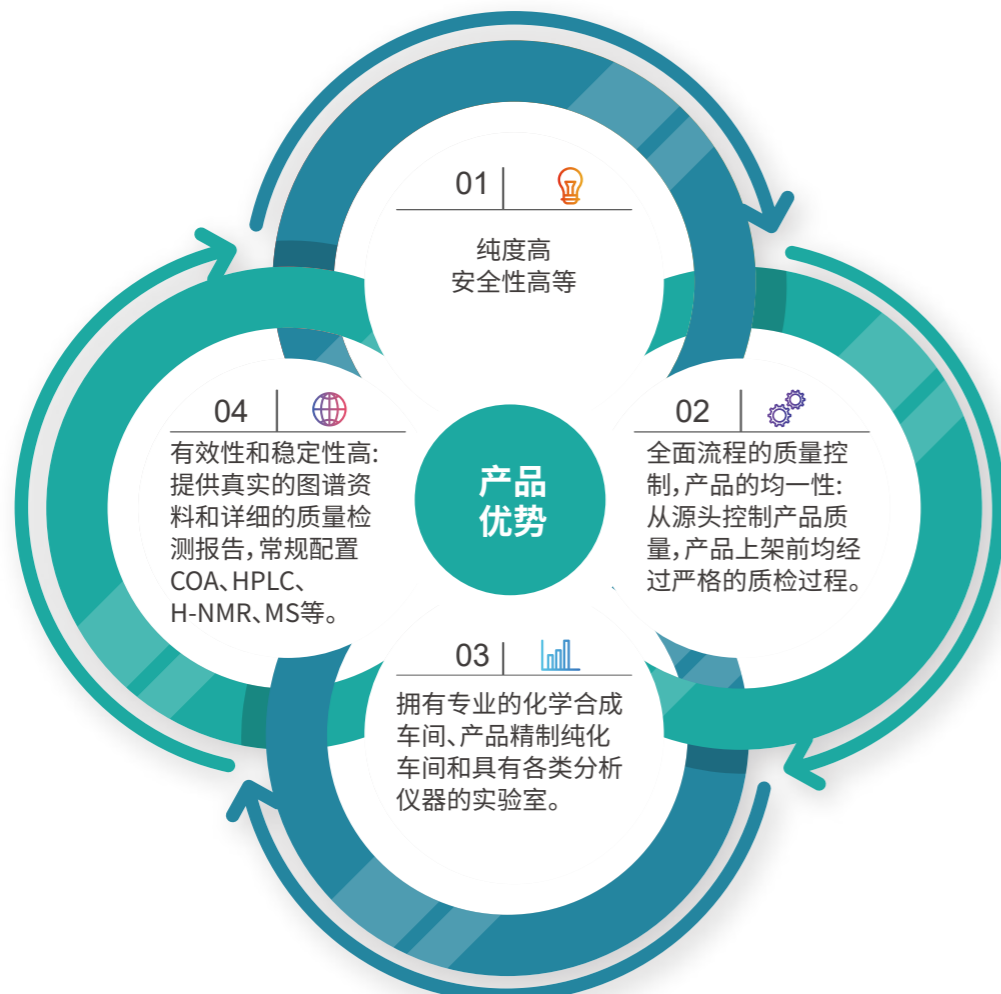 01
纯度高
安全性高等
04
有效性和稳定性高:
提供真实的图谱资
料和详细的质量检
测报告,常规配置
COA、HPLC、
H-NMR、MS等。
产品
优势
02
全面流程的质量控
制,产品的均一性:
从源头控制产品质
量,产品上架前均经
过严格的质检过程。
03
拥有专业的化学合成
车间、产品精制纯化
车间和具有各类分析
仪器的实验室。